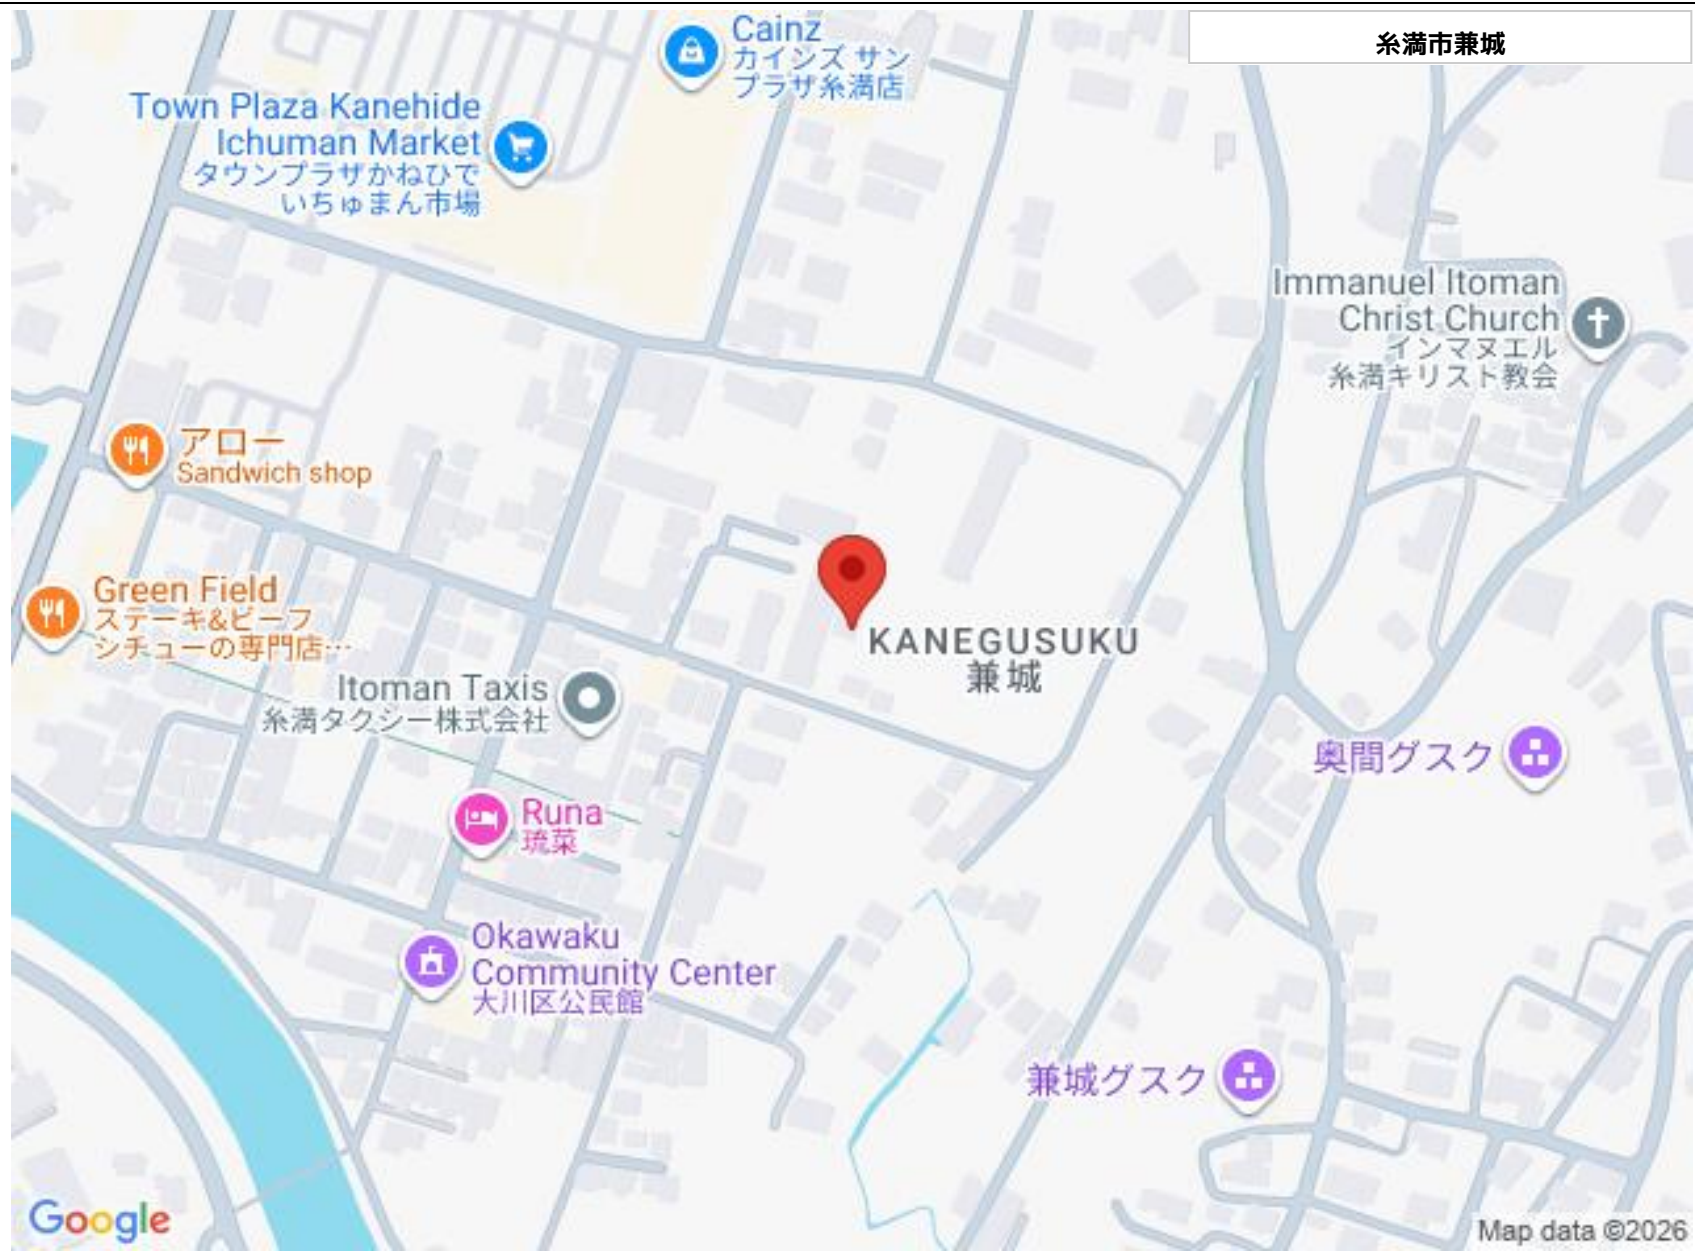 糸満市兼城
Cainz
カインズ サン
プラザ糸満店
Town Plaza Kanehide
Ichuman Market
タウンプラザかねひで
いちゅまん市場
Immanuel Itoman
Christ Church
インマヌエル
糸満キリスト教会
アロー
Sandwich shop
Green Field
ステーキ&ビーフ
シチューの専門店…
KANEGUSUKU
兼城
Itoman Taxis
糸満タクシー株式会社
奥間グスク
Runa
琉菜
Okawaku
Community Center
大川区公民館
兼城グスク
Google
Map data ©2026